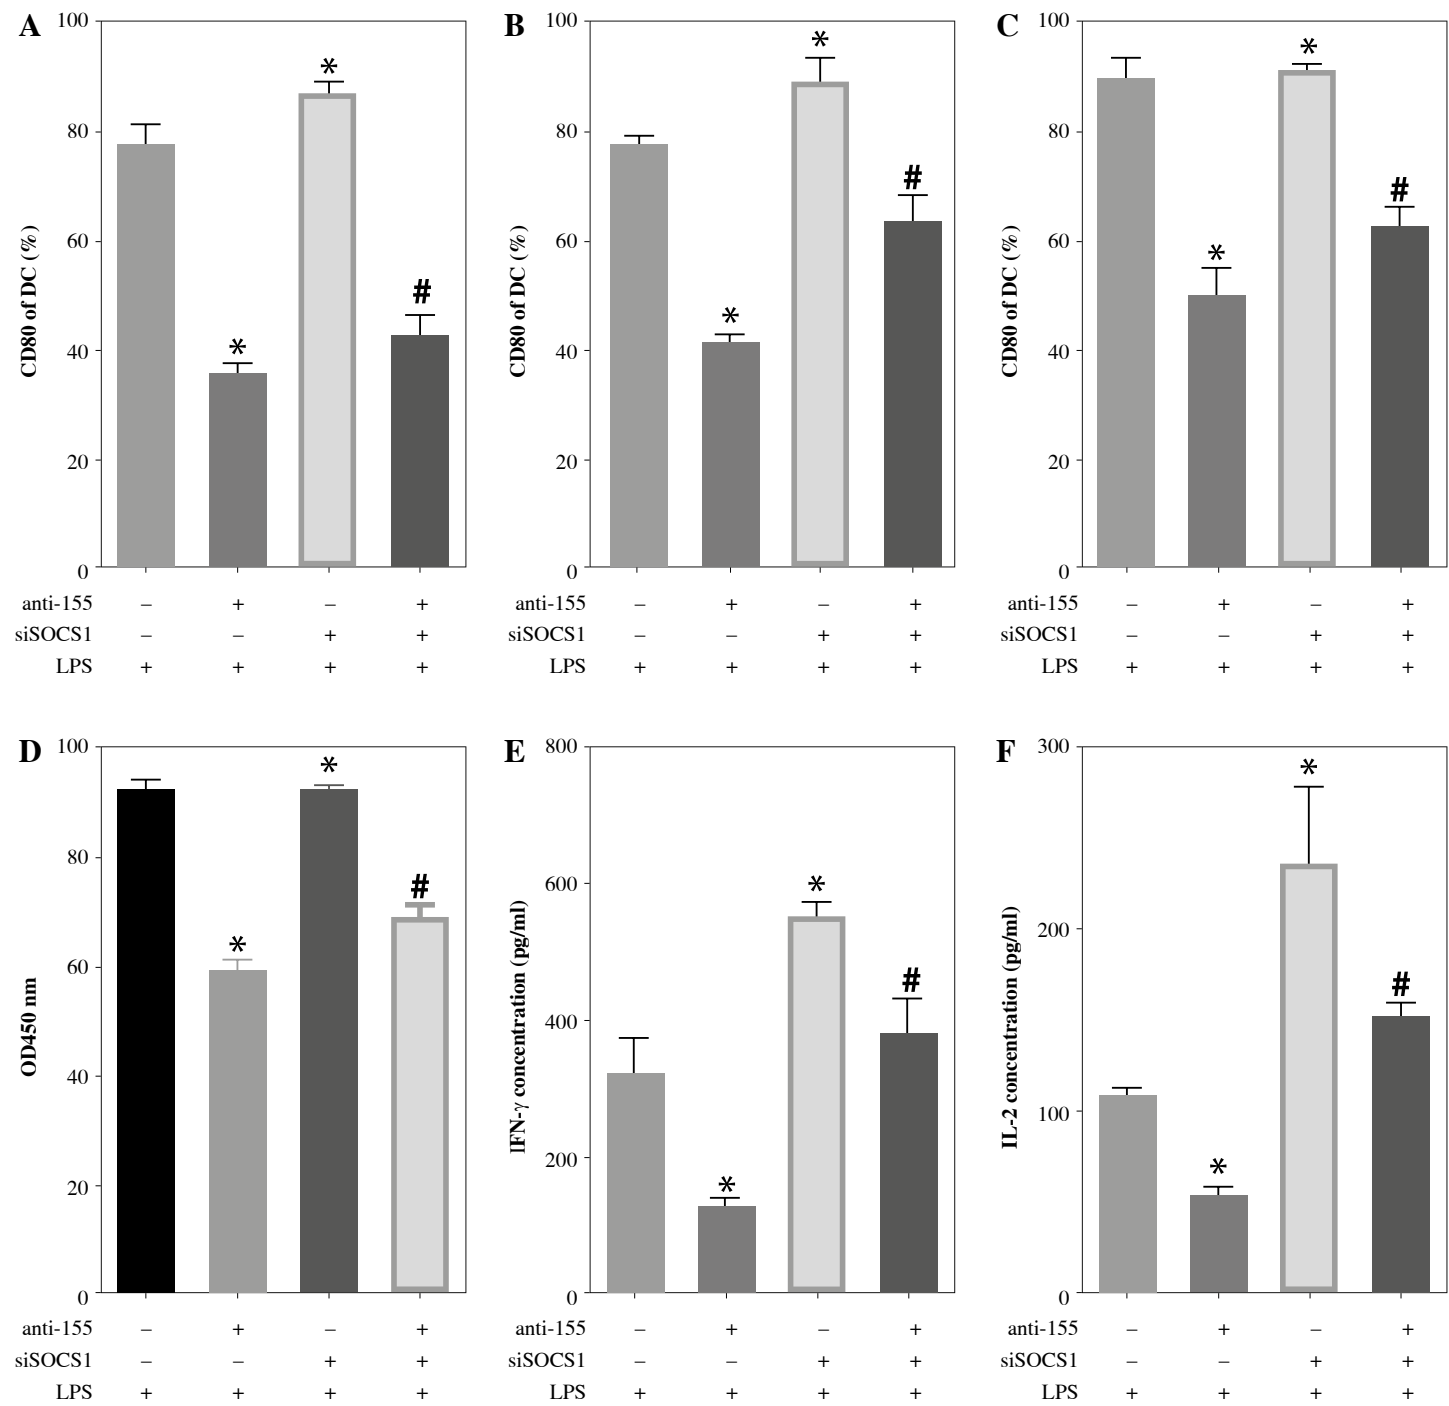 A
CD80 of DC (%)
100
80
60
40
20
0
*
*
#
anti-155 – + – +
siSOCS1 – – + +
LPS + + + +
B
CD80 of DC (%)
100
80
60
40
20
0
*
*
#
anti-155 – + – +
siSOCS1 – – + +
LPS + + + +
C
CD80 of DC (%)
100
80
60
40
20
0
*
*
#
anti-155 – + – +
siSOCS1 – – + +
LPS + + + +
D
OD450 nm
100
80
60
40
20
0
*
*
#
anti-155 – + – +
siSOCS1 – – + +
LPS + + + +
E
IFN-γ concentration (pg/ml)
800
600
400
200
0
*
*
#
anti-155 – + – +
siSOCS1 – – + +
LPS + + + +
F
IL-2 concentration (pg/ml)
300
200
100
0
*
*
#
anti-155 – + – +
siSOCS1 – – + +
LPS + + + +